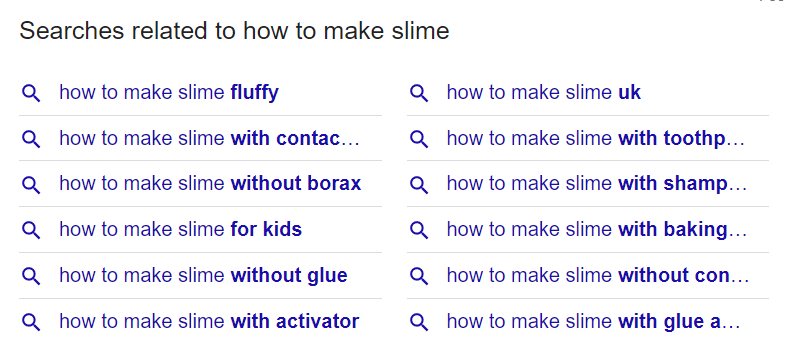 Searches related to how to make slime
how to make slime fluffy
how to make slime with contac...
how to make slime without borax
how to make slime for kids
how to make slime without glue
how to make slime with activator
how to make slime uk
how to make slime with toothp...
how to make slime with shamp...
how to make slime with baking...
how to make slime without con...
how to make slime with glue a...